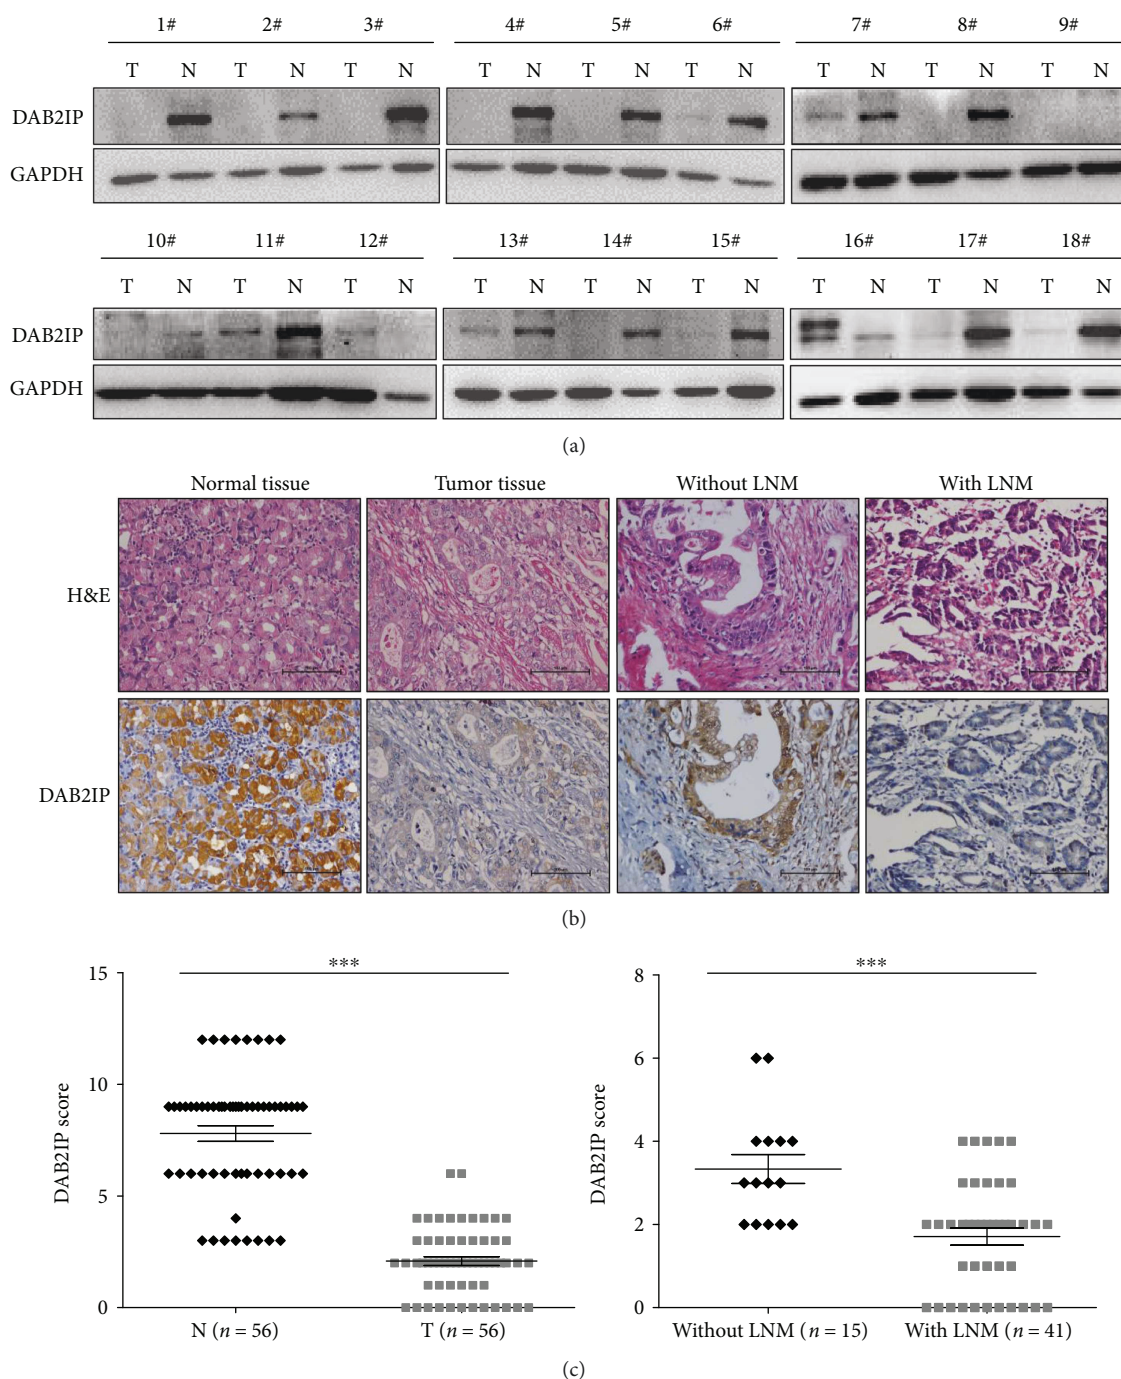 1# 2# 3# 4# 5# 6# 7# 8# 9#
T N T N T N T N T N T N T N T N T N
DAB2IP
GAPDH
10# 11# 12# 13# 14# 15# 16# 17# 18#
T N T N T N T N T N T N T N T N T N
DAB2IP
GAPDH
(a)
Normal tissue Tumor tissue Without LNM With LNM
H&E
DAB2IP
(b)
***
15
10
5
0
DAB2IP score
N (n = 56) T (n = 56)
***
8
6
4
2
0
DAB2IP score
Without LNM (n = 15) With LNM (n = 41)
(c)